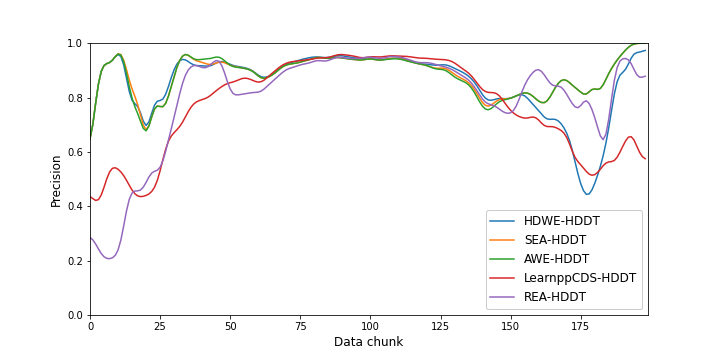 1.0
0.8
0.6
0.4
0.2
0.0
Precision
0 25 50 75 100 125 150 175
Data chunk
HDWE-HDDT
SEA-HDDT
AWE-HDDT
LearnppCDS-HDDT
REA-HDDT